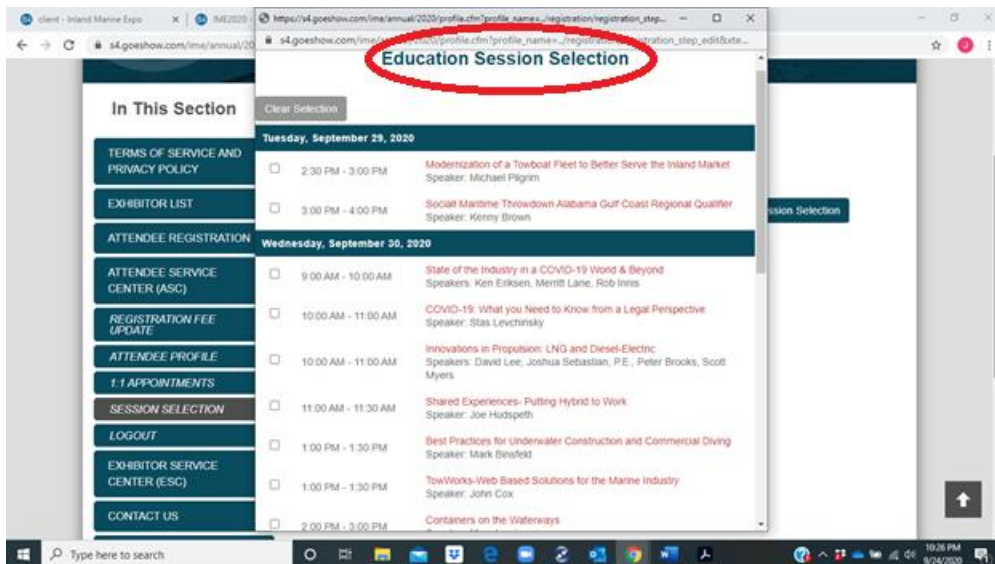 client - Inland Marine Expo
IME2020 -
https://s4.goeshow.com/ime/annual/2020/profile.cfm?profile_name=../registration/registration_step...
s4.goeshow.com/ime/annual/20
Education Session Selection
In This Section
TERMS OF SERVICE AND
PRIVACY POLICY
EXHIBITOR LIST
ATTENDEE REGISTRATION
ATTENDEE SERVICE
CENTER (ASC)
REGISTRATION FEE
UPDATE
ATTENDEE PROFILE
1:1 APPOINTMENTS
SESSION SELECTION
LOGOUT
EXHIBITOR SERVICE
CENTER (ESC)
CONTACT US
Clear Selection
Tuesday, September 29, 2020
2:30 PM - 3:00 PM
Modernization of a Towboat Fleet to Better Serve the Inland Market
Speaker: Michael Pilgrim
3:00 PM - 4:00 PM
Socialf Maritime Throwdown Alabama Gulf Coast Regional Qualifier
Speaker: Kenny Brown
Wednesday, September 30, 2020
9:00 AM - 10:00 AM
State of the Industry in a COVID-19 World & Beyond
Speakers: Ken Eriksen, Merritt Lane, Rob Innis
10:00 AM - 11:00 AM
COVID-19: What you Need to Know from a Legal Perspective
Speaker: Stas Levchinsky
10:00 AM - 11:00 AM
Innovations in Propulsion: LNG and Diesel-Electric
Speakers: David Lee, Joshua Sebastian, P.E., Peter Brooks, Scott
Myers
11:00 AM - 11:30 AM
Shared Experiences- Putting Hybrid to Work
Speaker: Joe Hudspeth
1:00 PM - 1:30 PM
Best Practices for Underwater Construction and Commercial Diving
Speaker: Mark Binsfeld
1:00 PM - 1:30 PM
TowWorks-Web Based Solutions for the Marine Industry
Speaker: John Cox
2:00 PM - 3:00 PM
Containers on the Waterways
ssion Selection
Type here to search
10:26 PM
9/24/2020